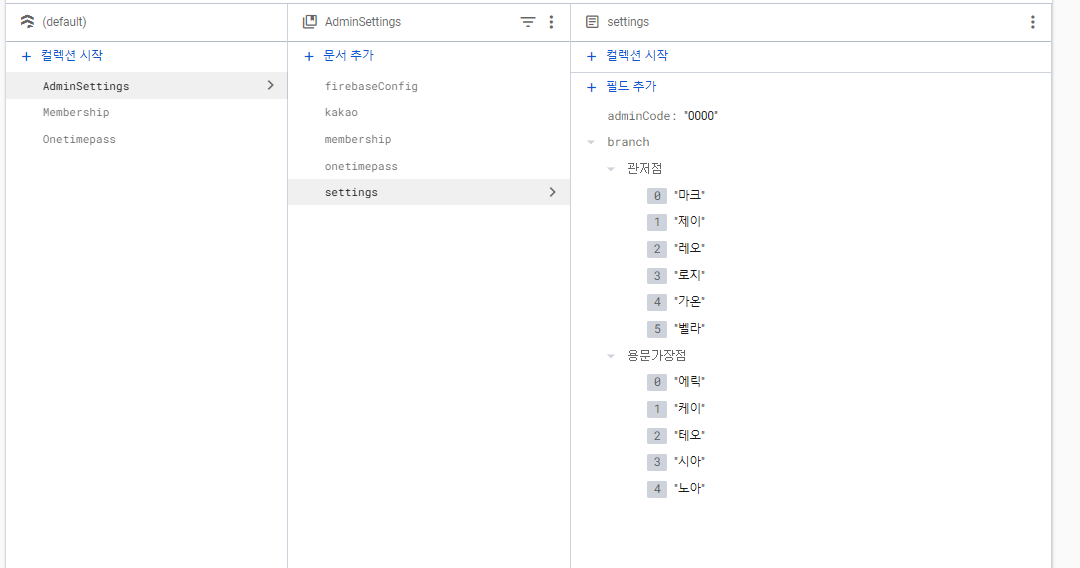 (default)
컬렉션 시작
AdminSettings
Membership
Onetimepass
AdminSettings
문서 추가
firebaseConfig
kakao
membership
onetimepass
settings
settings
컬렉션 시작
필드 추가
adminCode: "0000"
branch
관저점
0 "마크"
1 "제이"
2 "레오"
3 "로지"
4 "가온"
5 "벨라"
용문가장점
0 "에릭"
1 "케이"
2 "테오"
3 "시아"
4 "노아"